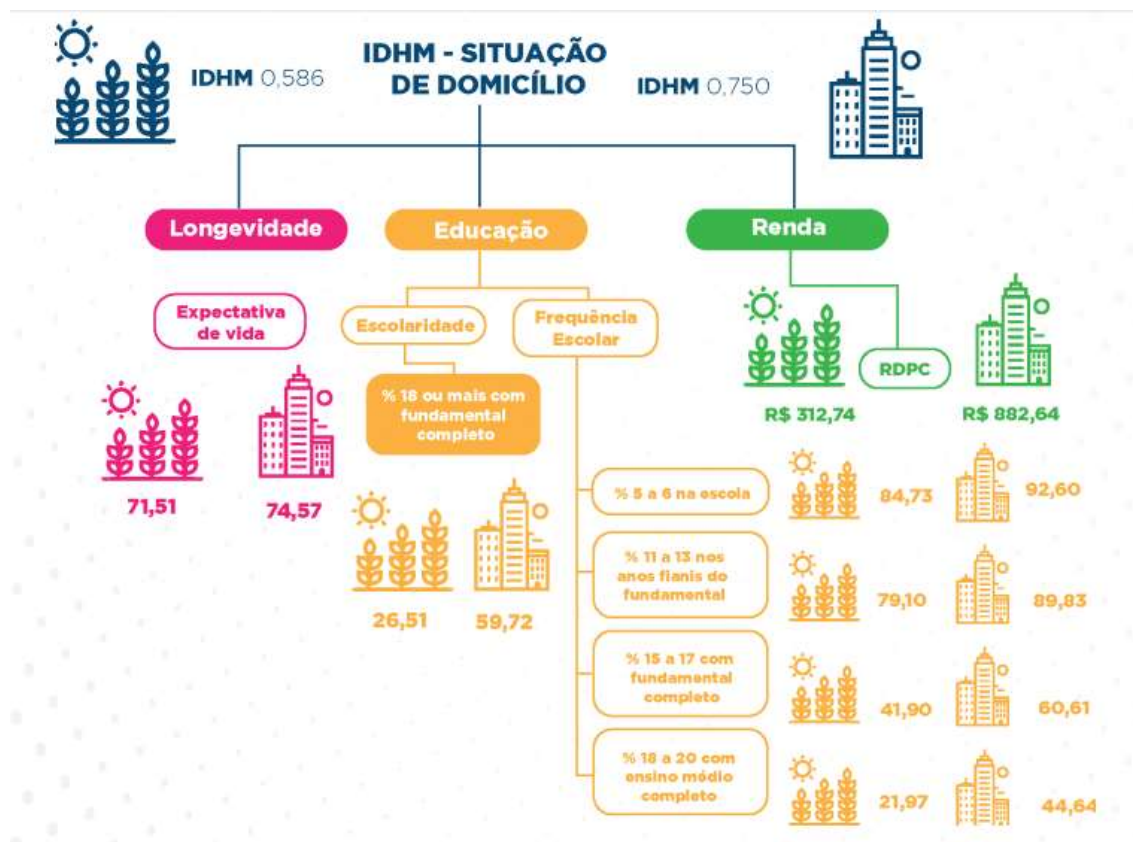 IDHM - SITUAÇÃO
DE DOMICÍLIO
IDHM 0,586
IDHM 0,750
Longevidade
Educação
Renda
Expectativa
de vida
71,51
74,57
Escolaridade
% 18 ou mais com
fundamental
completo
26,51
59,72
Frequência
Escolar
RDPC
R$ 312,74
R$ 882,64
% 5 a 6 na escola
84,73
92,60
% 11 a 13 nos
anos fianis do
fundamental
79,10
89,83
% 15 a 17 com
fundamental
completo
41,90
60,61
% 18 a 20 com
ensino médio
completo
21,97
44,64